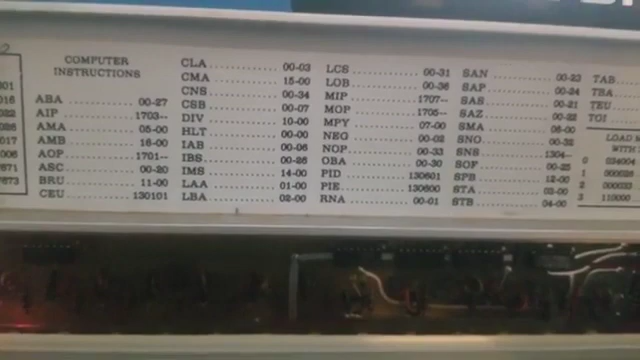 COMPUTER
INSTRUCTIONS
ABA 00-27
AIP 1703--
AMA 05-00
AMB 16-00
AOP 1701--
ASC 00-20
BRU 11-00
CEU 130101
CLA 00-03
CMA 15-00
CNS 00-34
CSB 00-07
DIV 10-00
HLT 00-00
IAB 00-06
IBS 00-26
IMS 14-00
LAA 01-00
LBA 02-00
LCS 00-31
LOB 00-36
MIP 1707--
MOP 1705--
MPY 07-00
NEG 00-02
NOP 00-33
OBA 00-30
PID 130601
PIE 130600
RNA 00-01
SAN 00-23
SAP 00-24
SAS 00-21
SAZ 00-22
SMA 06-00
SNO 00-32
SNS 1304--
SOF 00-25
SPB 12-00
STA 03-00
STB 04-00
TAB
TBA
TEU
TOI
LOAD
WITH
0 034004
1 000026
2 000033
3 110000